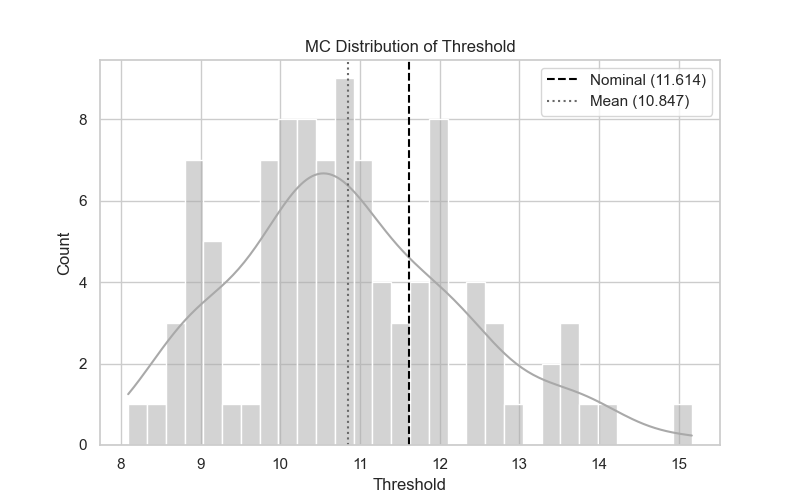 MC Distribution of Threshold
Nominal (11.614)
Mean (10.847)
8
6
4
2
0
Count
8 9 10 11 12 13 14 15
Threshold